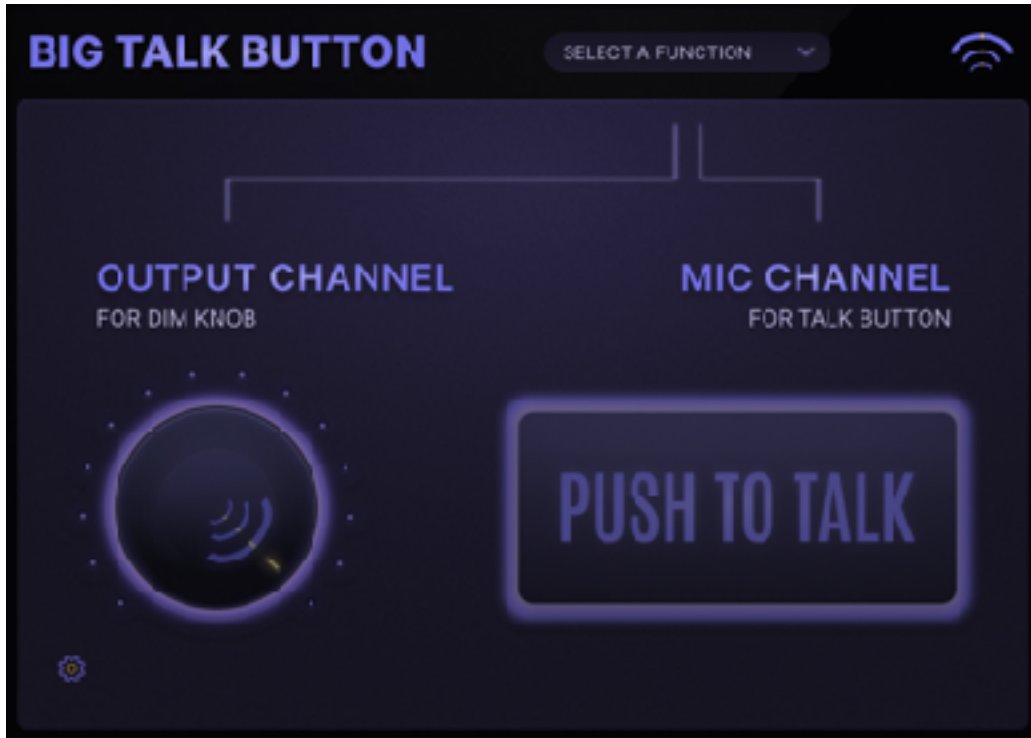 BIG TALK BUTTON
SELECT A FUNCTION
OUTPUT CHANNEL
FOR DIM KNOB
MIC CHANNEL
FOR TALK BUTTON
PUSH TO TALK